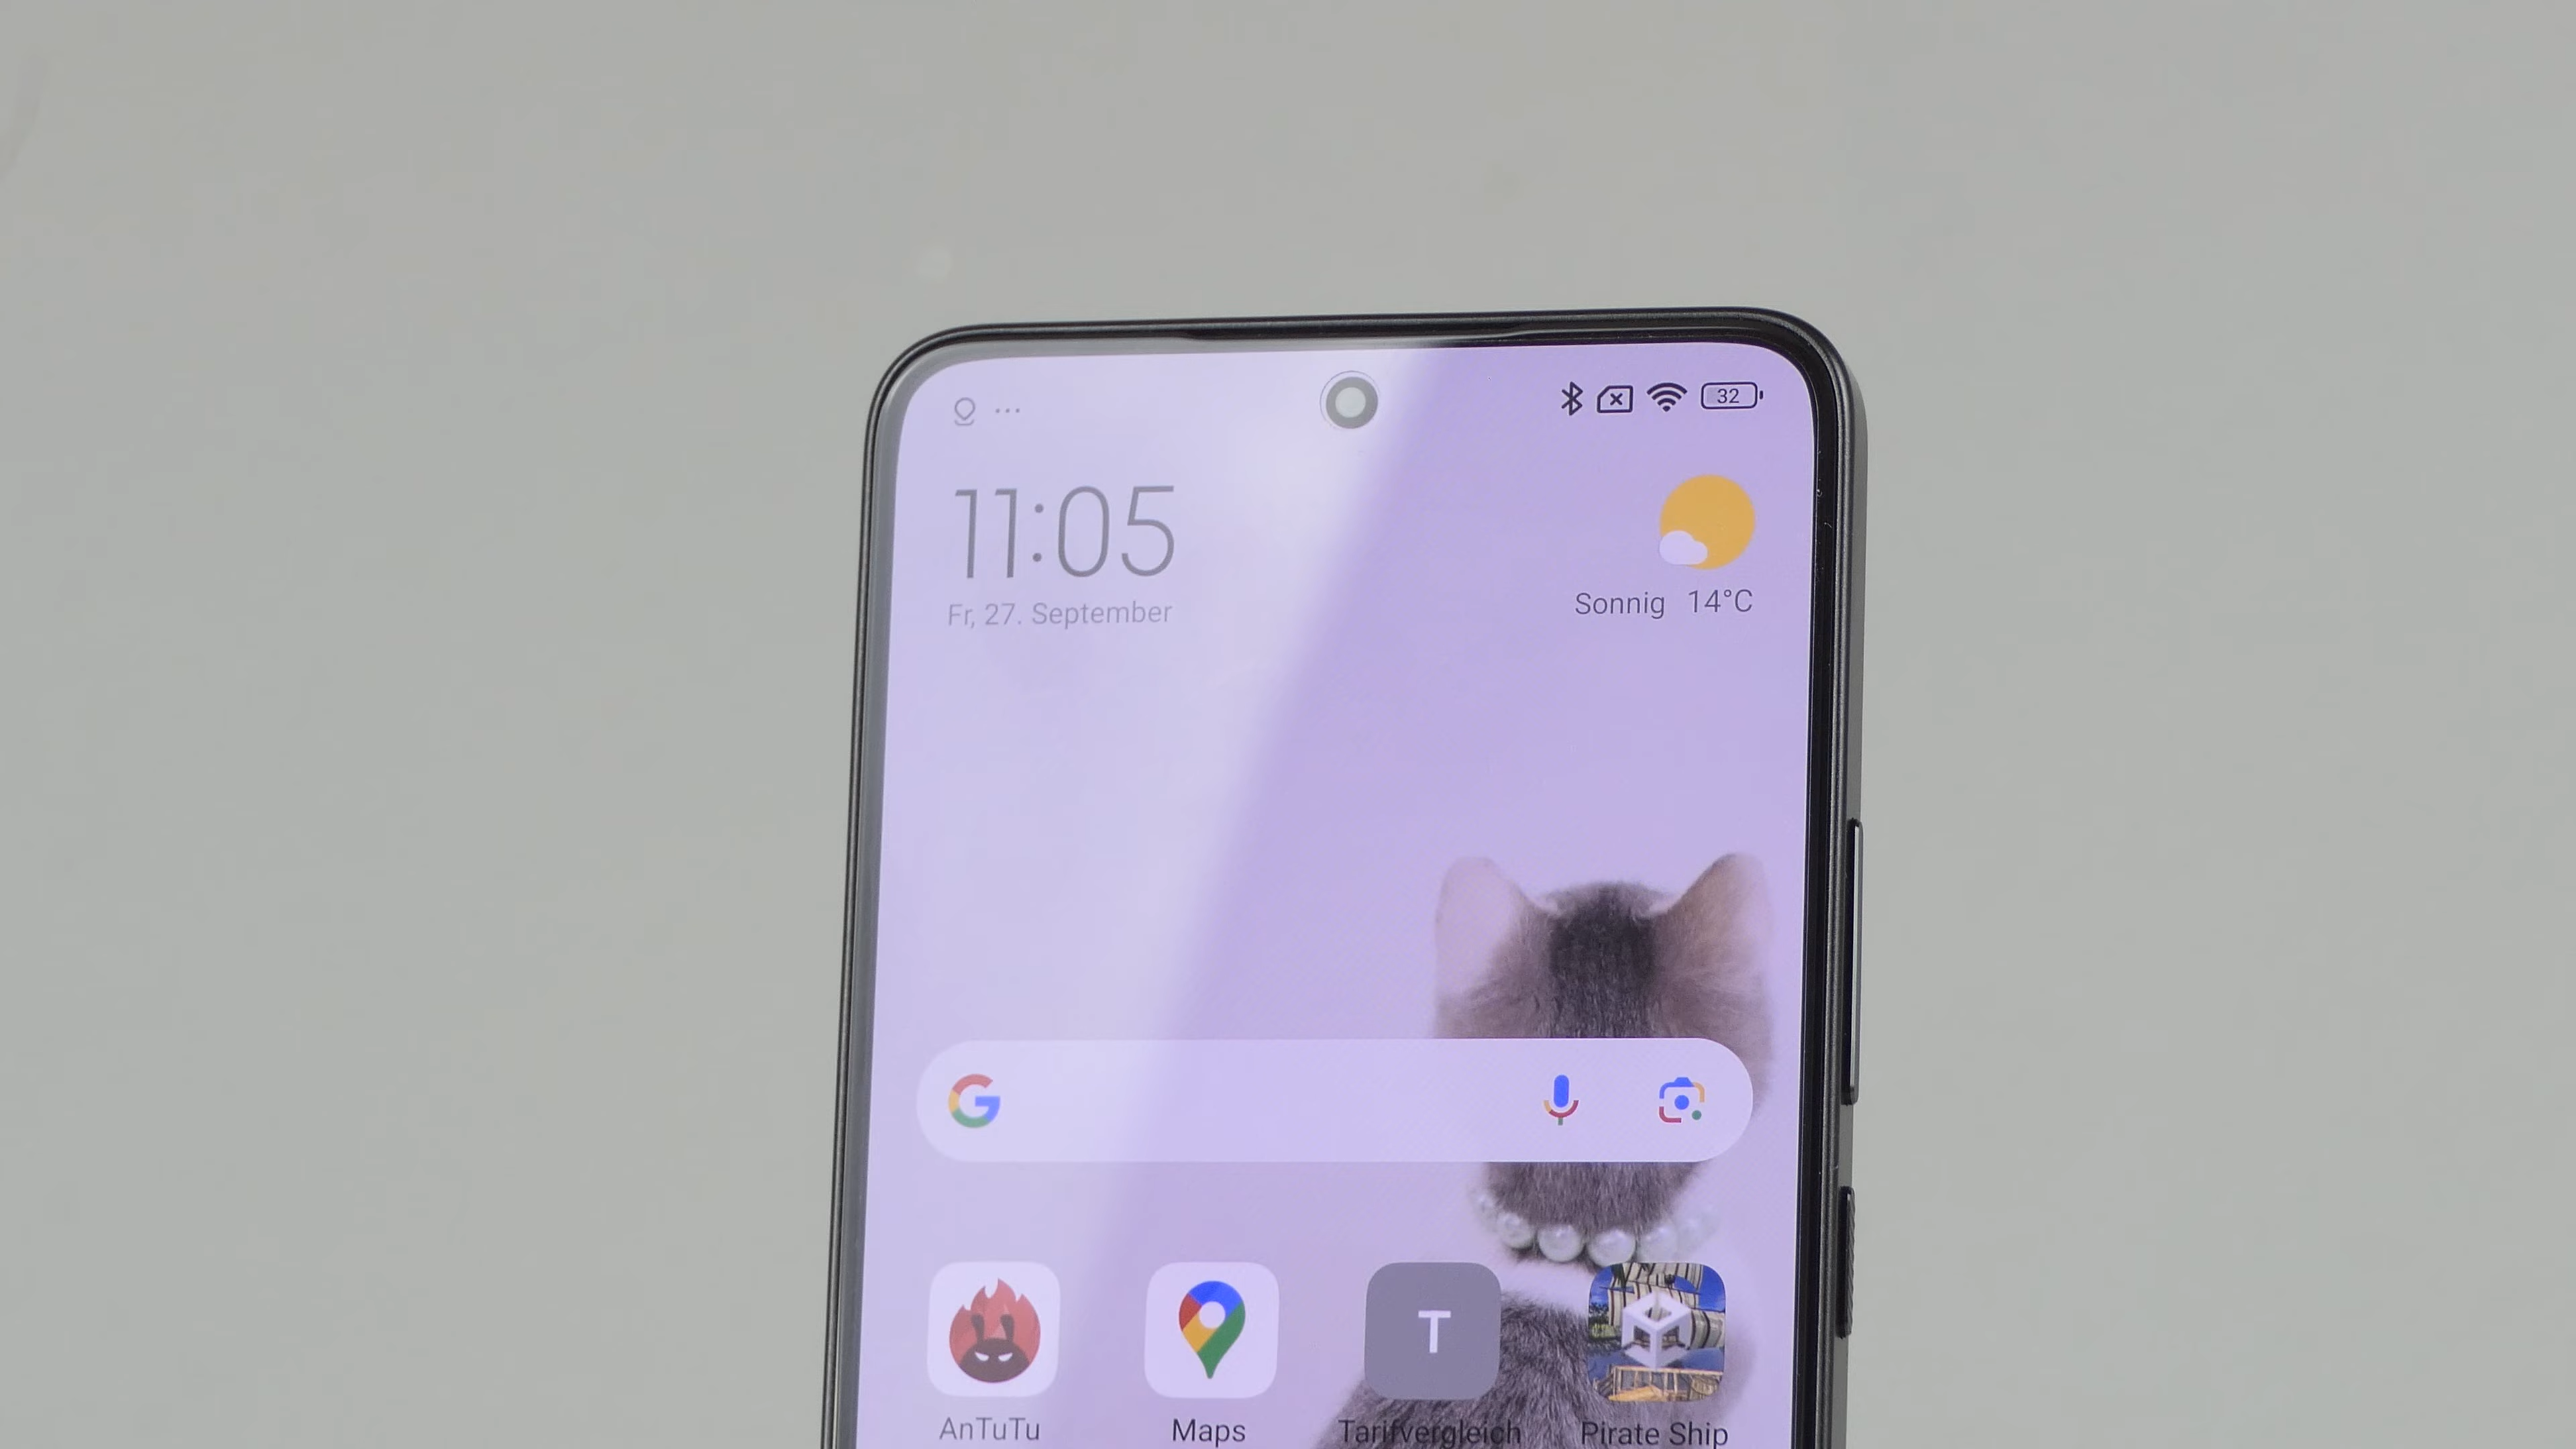 32
11:05
Fr, 27. September
Sonnig 14°C
G
T
AnTuTu
Maps
Tarifvergleich
Pirate Ship